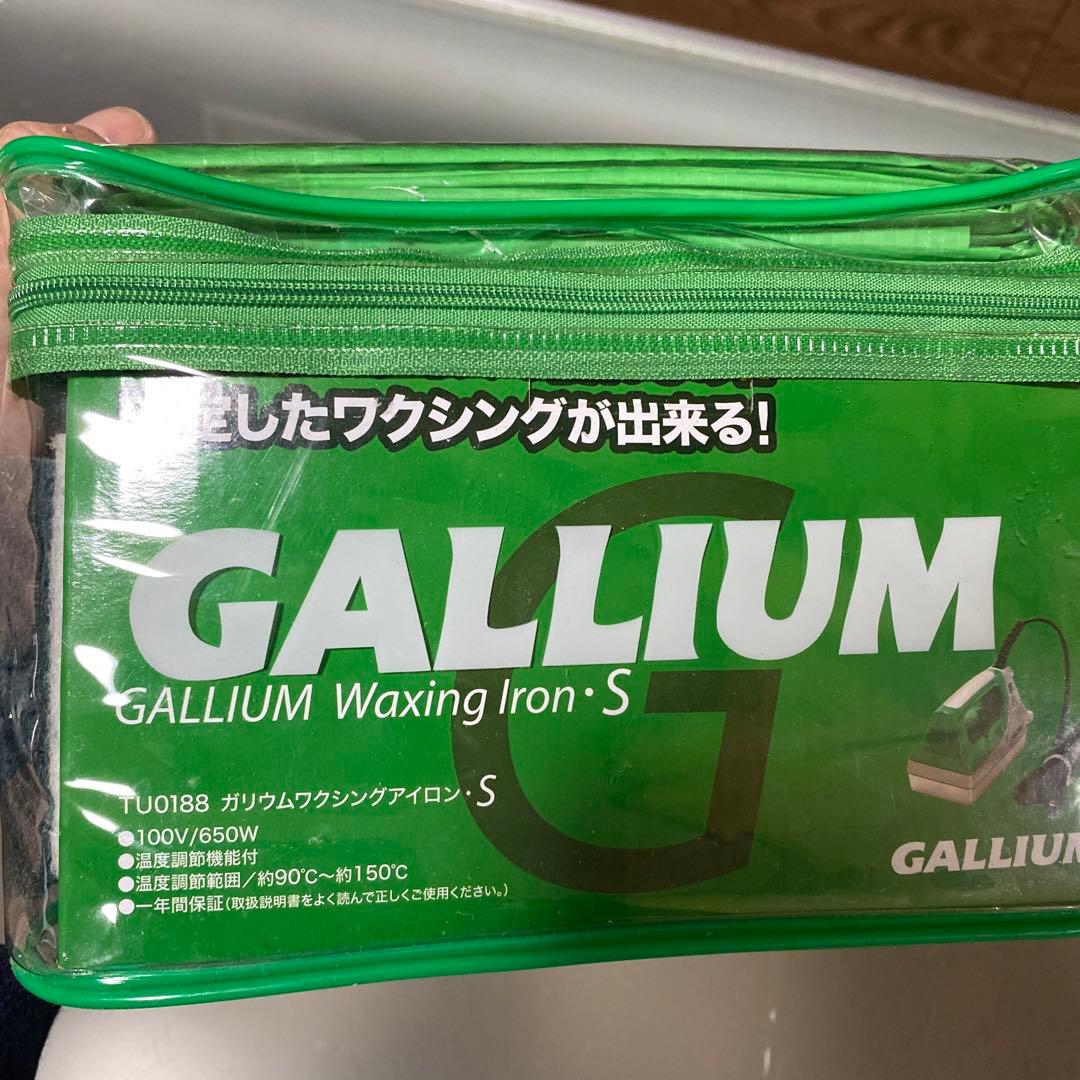 定したワクシングが出来る!
GALLIUM
GALLIUM Waxing Iron・S
TU0188 ガリウムワクシングアイロン・S
●100V/650W
●温度調節機能付
●温度調節範囲／約90℃〜約150℃
●一年間保証(取扱説明書をよく読んで正しくご使用ください。)
GALLIUM